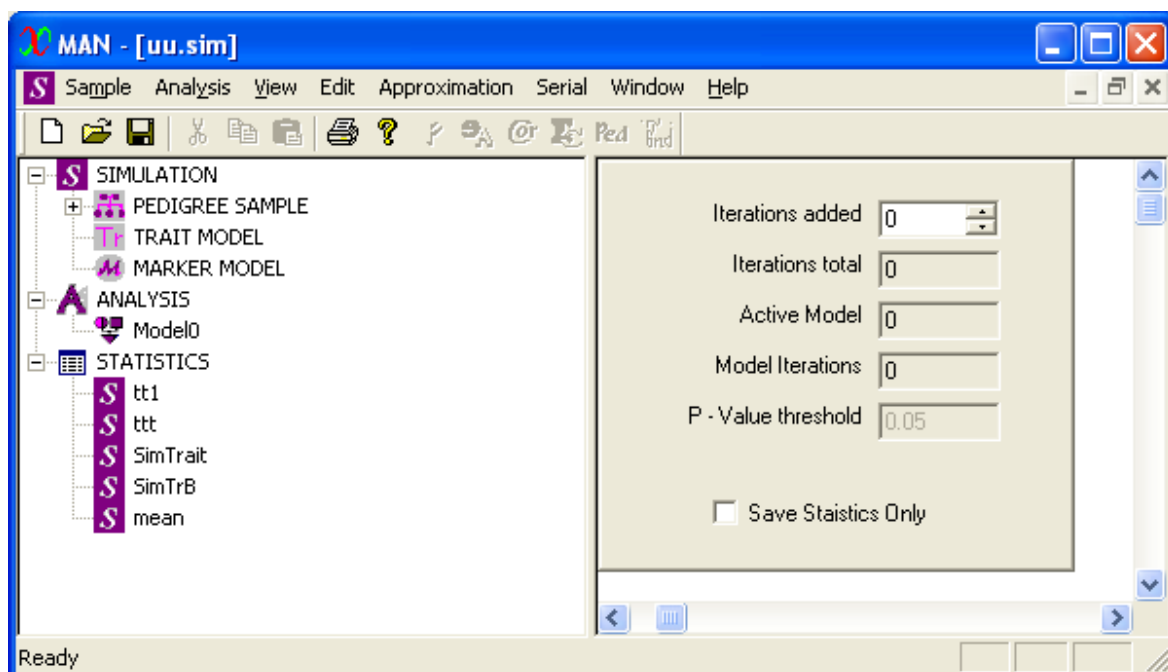 MAN - [uu.sim]
S Sample Analysis View Edit Approximation Serial Window Help
Ped
S SIMULATION
PEDIGREE SAMPLE
Tr TRAIT MODEL
M MARKER MODEL
A ANALYSIS
Model0
STATISTICS
S tt1
S ttt
S SimTrait
S SimTrB
S mean
Iterations added 0
Iterations total 0
Active Model 0
Model Iterations 0
P - Value threshold 0.05
Save Staistics Only
Ready